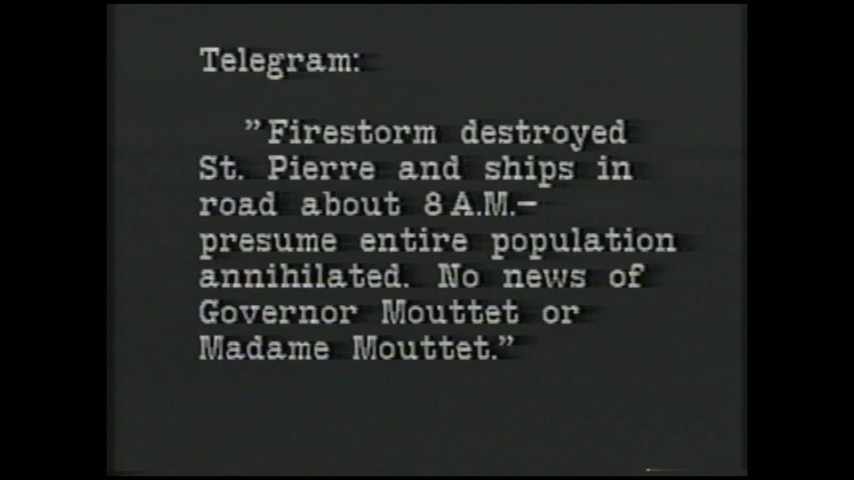 Telegram:
"Firestorm destroyed
St. Pierre and ships in
road about 8 A.M.—
presume entire population
annihilated. No news of
Governor Mouttet or
Madame Mouttet."